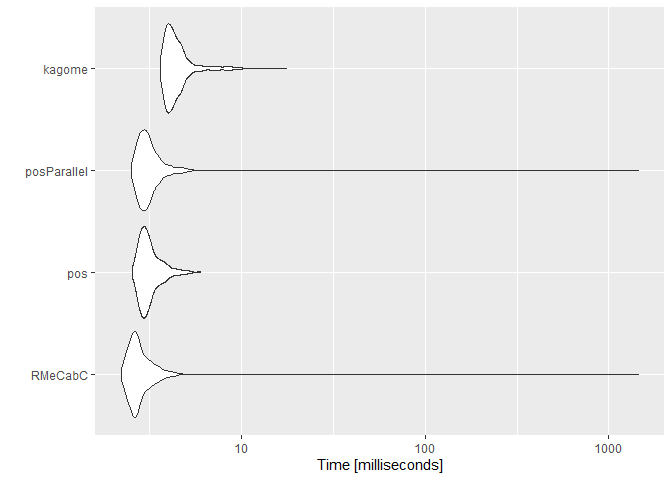 kagome
posParallel
pos
RMeCabC
10
100
1000
Time [milliseconds]